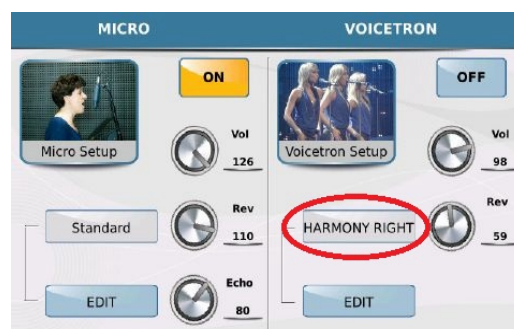 MICRO
VOICETRON
ON
OFF
Vol
126
Micro Setup
Vol
98
Voicetron Setup
Standard
Rev
110
HARMONY RIGHT
Rev
59
EDIT
Echo
80
EDIT